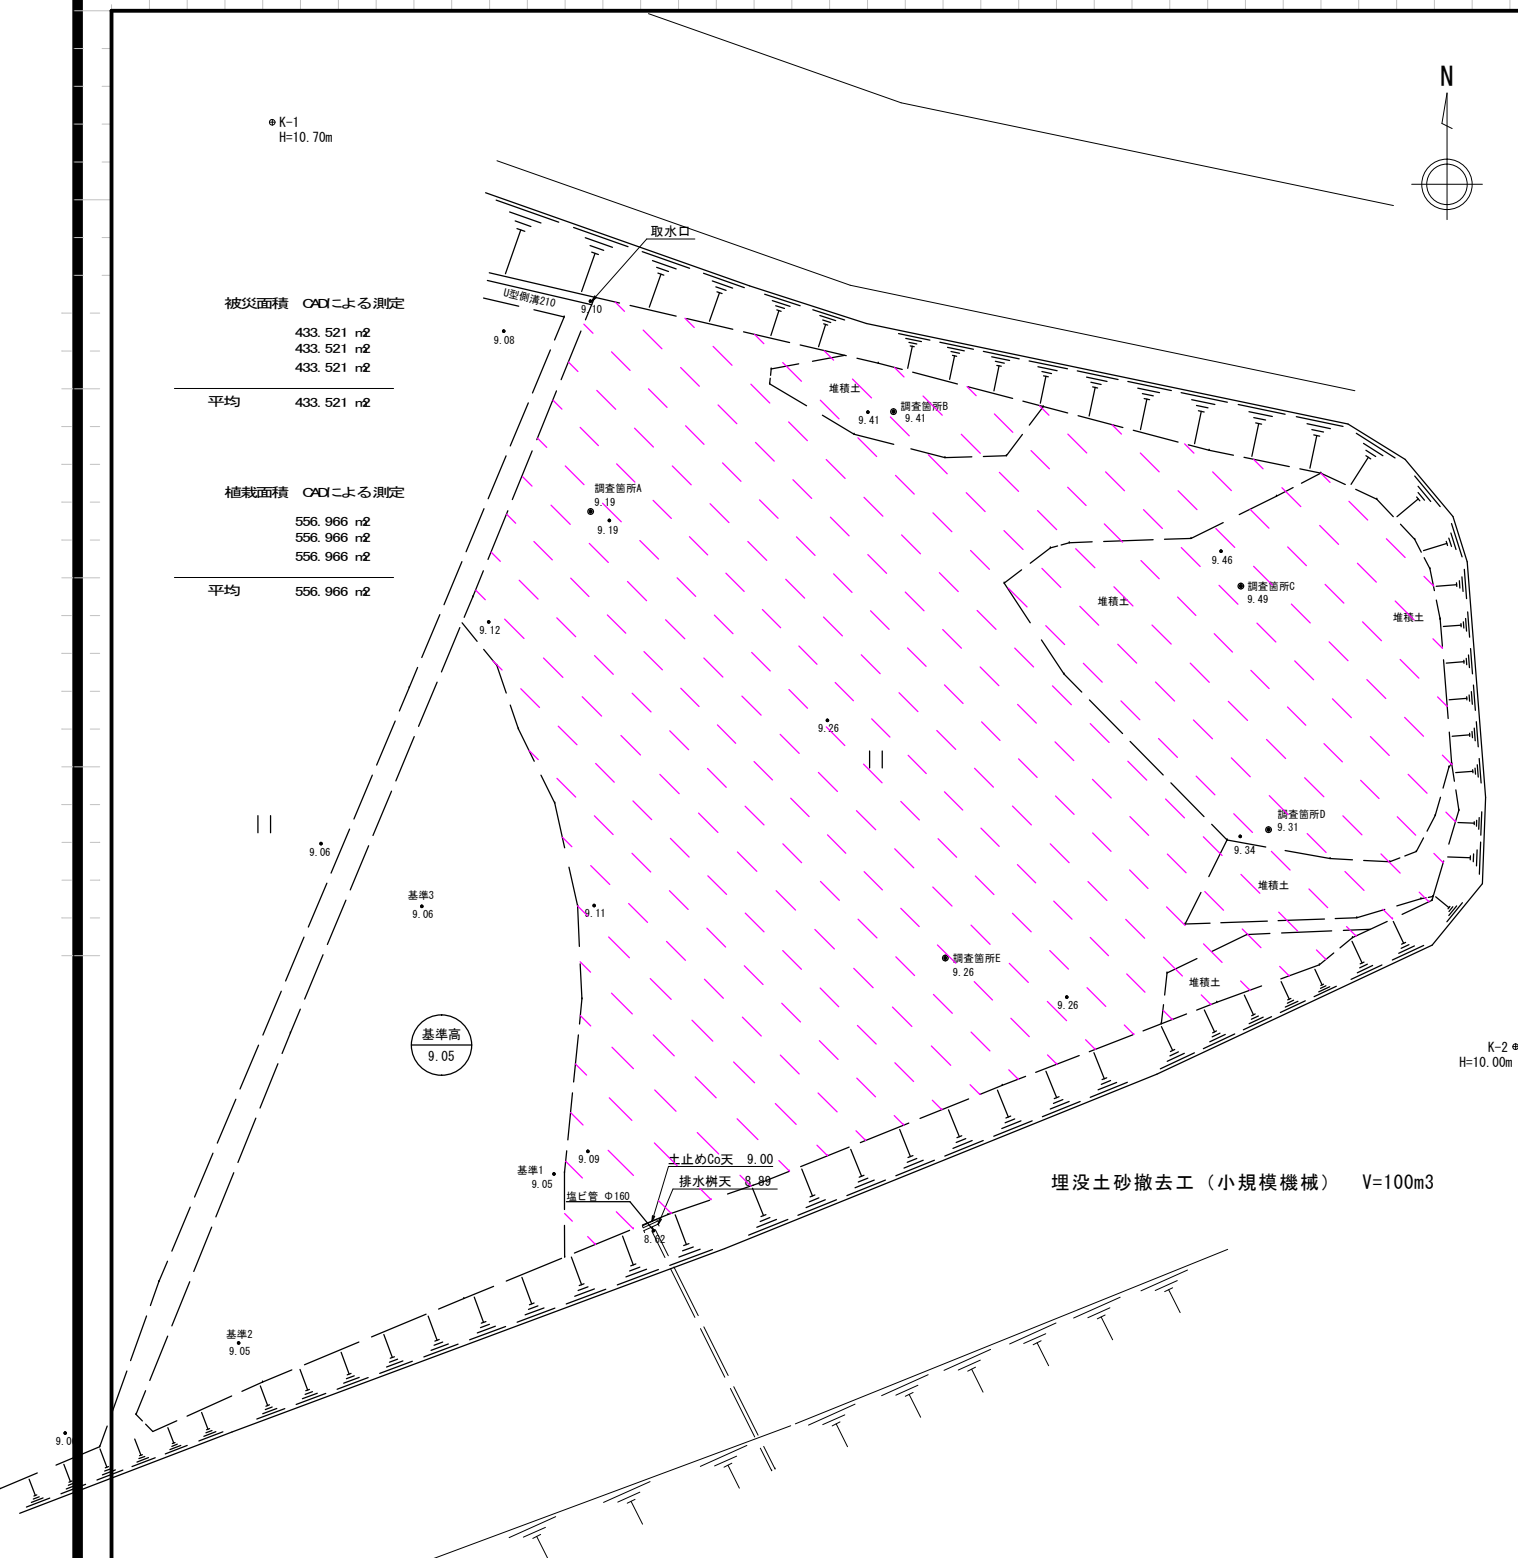 N
K-1
H=10.70m
取水口
U型側溝210
9.10
9.08
被災面積 CADによる測定
433.521 m2
433.521 m2
433.521 m2
平均 433.521 m2
堆積土
調査箇所B
9.41
9.41
植栽面積 CADによる測定
556.966 m2
556.966 m2
556.966 m2
平均 556.966 m2
調査箇所A
9.19
9.19
9.46
調査箇所C
9.49
堆積土
堆積土
9.12
9.26
調査箇所D
9.31
9.34
9.06
堆積土
基準3
9.06
9.11
調査箇所E
9.26
堆積土
9.26
基準高
9.05
K-2
H=10.00m
基準1
9.05
9.09
土止めCo天 9.00
排水桝天 8.89
塩ビ管 Φ160
8.62
埋没土砂撤去工(小規模機械) V=100m3
基準2
9.05